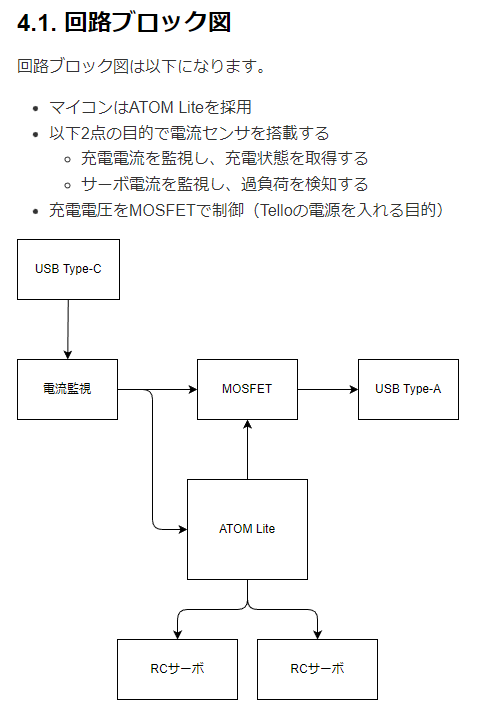 4.1. 回路ブロック図
回路ブロック図は以下になります。
マイコンはATOM Liteを採用
以下2点の目的で電流センサを搭載する
充電電流を監視し、充電状態を取得する
サーボ電流を監視し、過負荷を検知する
充電電圧をMOSFETで制御（Telloの電源を入れる目的）
USB Type-C
電流監視
MOSFET
USB Type-A
ATOM Lite
RCサーボ
RCサーボ